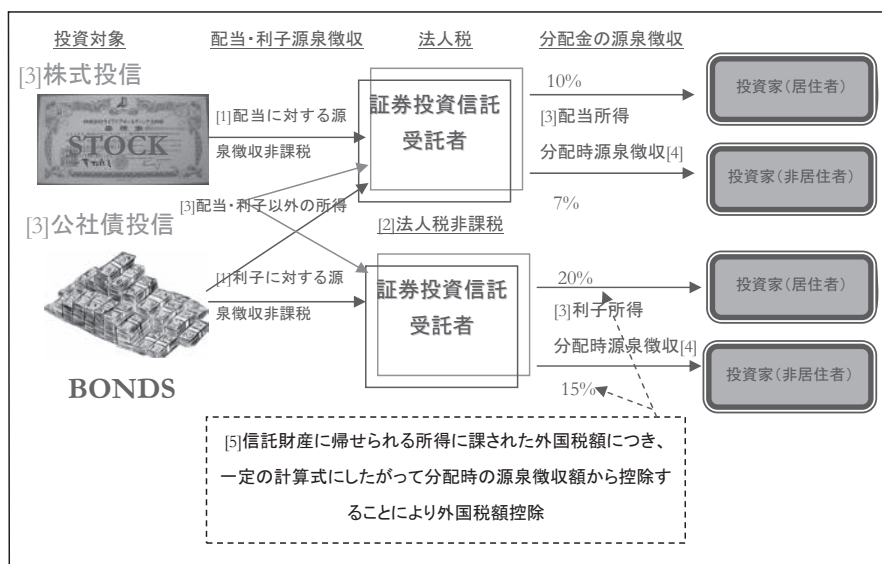 投資対象
配当・利子源泉徴収
法人税
分配金の源泉徴収
[3]株式投信
STOCK
[1]配当に対する源
泉徴収非課税
証券投資信託
受託者
10%
[3]配当所得
分配時源泉徴収[4]
7%
投資家(居住者)
投資家(非居住者)
[3]配当・利子以外の所得
[2]法人税非課税
[3]公社債投信
BONDS
[1]利子に対する源
泉徴収非課税
証券投資信託
受託者
20%
[3]利子所得
分配時源泉徴収[4]
15%
投資家(居住者)
投資家(非居住者)
[5]信託財産に帰せられる所得に課された外国税額につき、
一定の計算式にしたがって分配時の源泉徴収額から控除す
ることにより外国税額控除